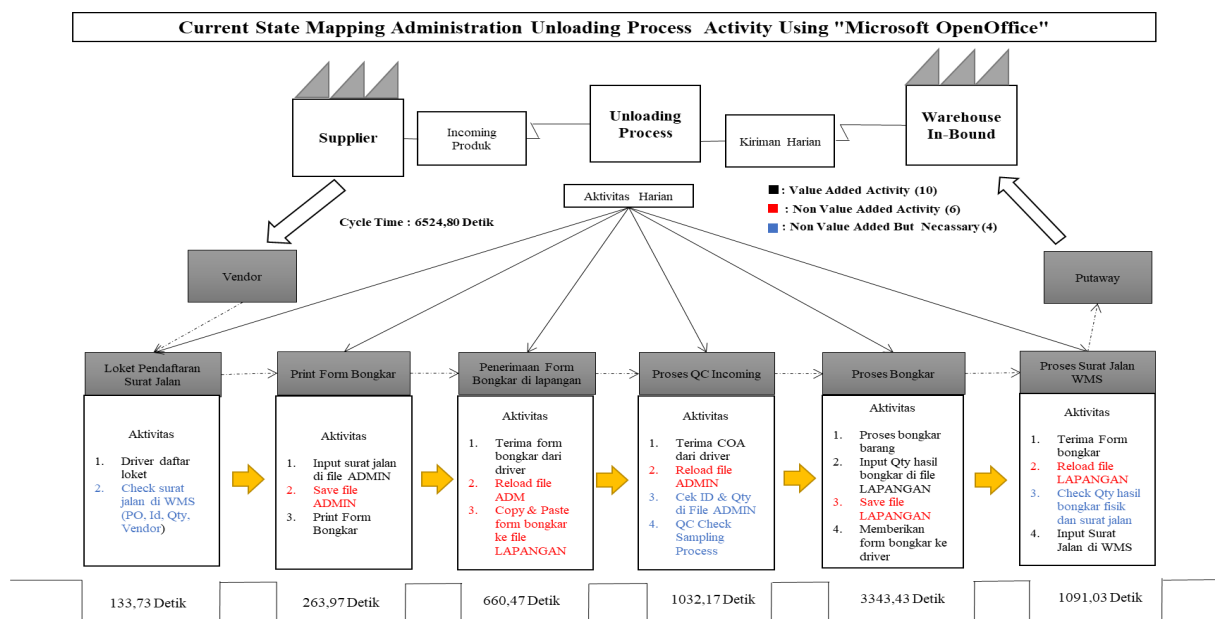 Current State Mapping Administration Unloading Process Activity Using "Microsoft OpenOffice"
Supplier
Incoming
Produk
Unloading
Process
Kiriman Harian
Warehouse
In-Bound
Aktivitas Harian
: Value Added Activity (10)
: Non Value Added Activity (6)
: Non Value Added But Necassary (4)
Cycle Time : 6524,80 Detik
Vendor
Putaway
Loket Pendaftaran
Surat Jalan
Print Form Bongkar
Penerimaan Form
Bongkar di lapangan
Proses QC Incoming
Proses Bongkar
Proses Surat Jalan
WMS
Aktivitas
1. Driver daftar
loket
2. Check surat
jalan di WMS
(PO, Id, Qty,
Vendor)
Aktivitas
1. Input surat jalan
di file ADMIN
2. Save file
ADMIN
3. Print Form
Bongkar
Aktivitas
1. Terima form
bongkar dari
driver
2. Reload file
ADM
3. Copy & Paste
form bongkar
ke file
LAPANGAN
Aktivitas
1. Terima COA dari
driver
2. Reload file
ADMIN
3. Cek ID & Qty
di File ADMIN
4. QC Check
Sampling
Process
Aktivitas
1. Proses bongkar
barang
2. Input Qty hasil
bongkar di file
LAPANGAN
3. Save file
LAPANGAN
4. Memberikan
form bongkar ke
driver
Aktivitas
1. Terima Form
bongkar
2. Reload file
LAPANGAN
3. Check Qty hasil
bongkar fisik
dan surat jalan
4. Input Surat
Jalan di WMS
133,73 Detik
263,97 Detik
660,47 Detik
1032,17 Detik
3343,43 Detik
1091,03 Detik